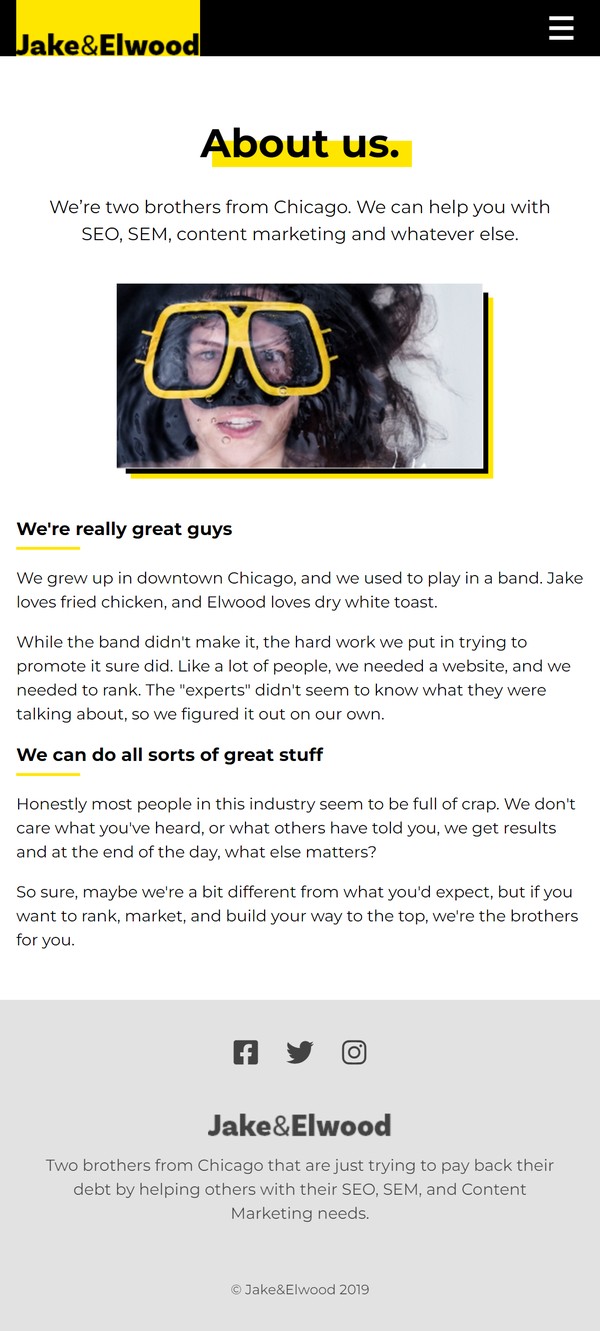 Jake&Elwood
About us.
We’re two brothers from Chicago. We can help you with
SEO, SEM, content marketing and whatever else.
We're really great guys
We grew up in downtown Chicago, and we used to play in a band. Jake
loves fried chicken, and Elwood loves dry white toast.
While the band didn't make it, the hard work we put in trying to
promote it sure did. Like a lot of people, we needed a website, and we
needed to rank. The "experts" didn't seem to know what they were
talking about, so we figured it out on our own.
We can do all sorts of great stuff
Honestly most people in this industry seem to be full of crap. We don't
care what you've heard, or what others have told you, we get results
and at the end of the day, what else matters?
So sure, maybe we're a bit different from what you'd expect, but if you
want to rank, market, and build your way to the top, we're the brothers
for you.
Jake&Elwood
Two brothers from Chicago that are just trying to pay back their
debt by helping others with their SEO, SEM, and Content
Marketing needs.
© Jake&Elwood 2019